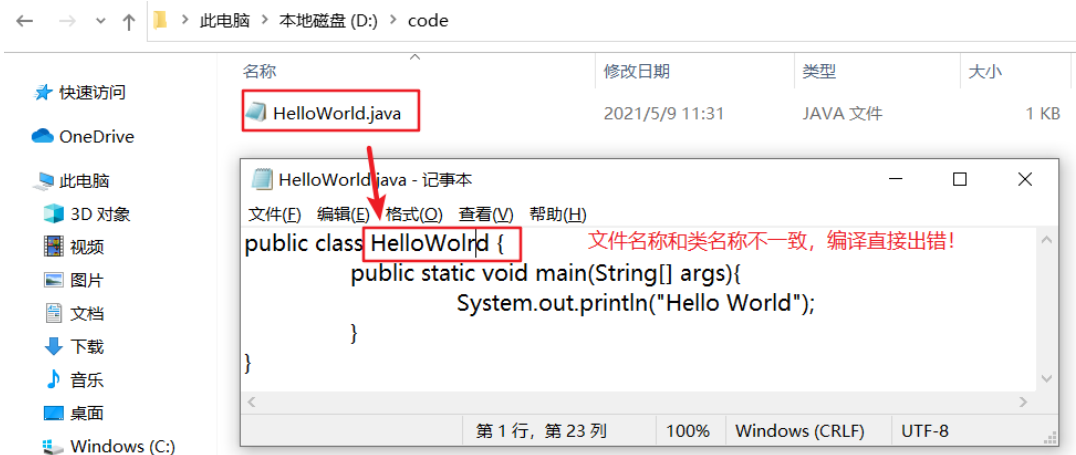 此电脑 > 本地磁盘 (D:) > code
名称 修改日期 类型 大小
快速访问
HelloWorld.java 2021/5/9 11:31 JAVA 文件 1 KB
OneDrive
此电脑
3D 对象
视频
图片
文档
下载
音乐
桌面
Windows (C:)
HelloWorld.java - 记事本
文件(F) 编辑(E) 格式(O) 查看(V) 帮助(H)
public class HelloWolrd {
文件名称和类名称不一致，编译直接出错！
public static void main(String[] args){
System.out.println("Hello World");
}
}
第 1 行，第 23 列 100% Windows (CRLF) UTF-8